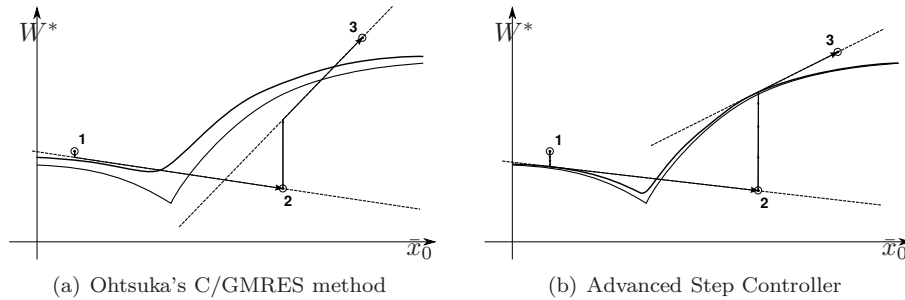 W*
3
1
2
x̄₀
(a) Ohtsuka's C/GMRES method
W*
3
1
2
x̄₀
(b) Advanced Step Controller